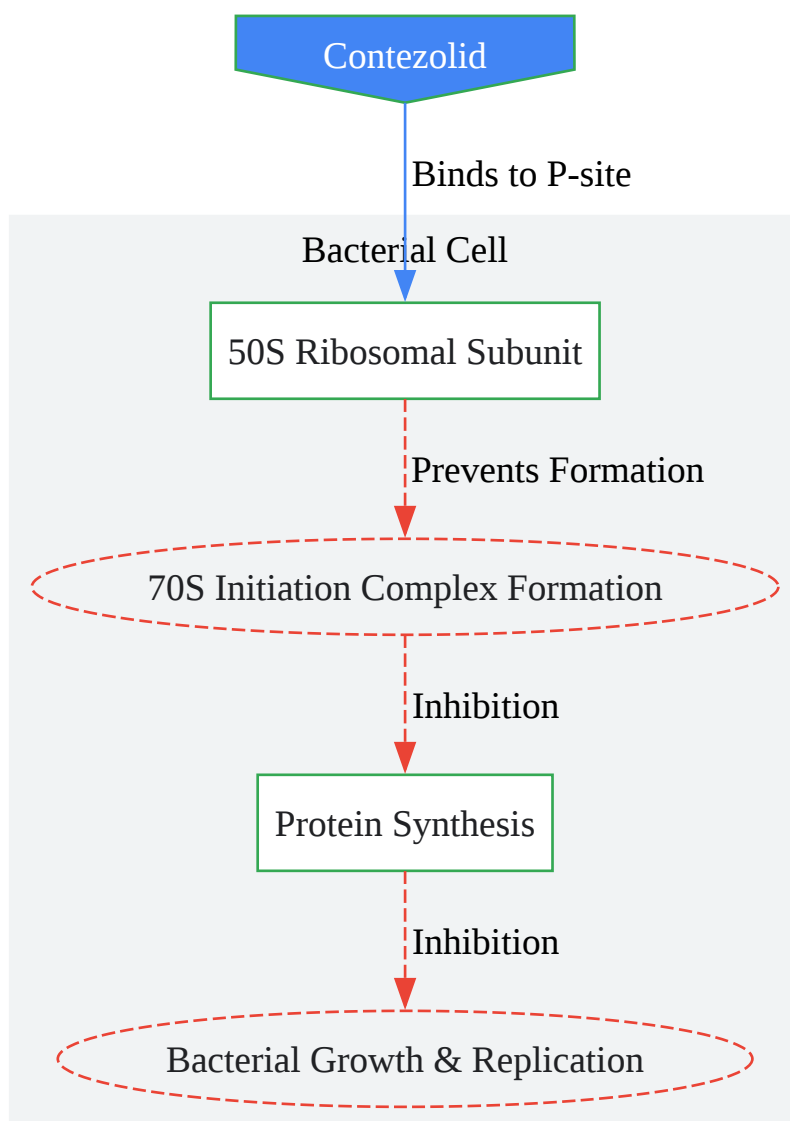 Contezolid
Binds to P-site
Bacterial Cell
50S Ribosomal Subunit
Prevents Formation
70S Initiation Complex Formation
Inhibition
Protein Synthesis
Inhibition
Bacterial Growth & Replication